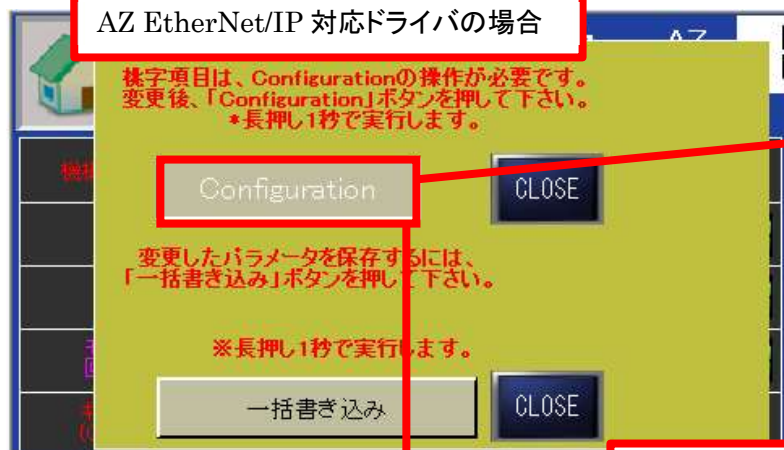 AZ EtherNet/IP 対応ドライバの場合
AZ
桃字項目は、Configurationの操作が必要です。
変更後、「Configuration」ボタンを押して下さい。
*長押し1秒で実行します。
Configuration
CLOSE
変更したパラメータを保存するには、
「一括書き込み」ボタンを押して下さい。
※長押し1秒で実行します。
一括書き込み
CLOSE